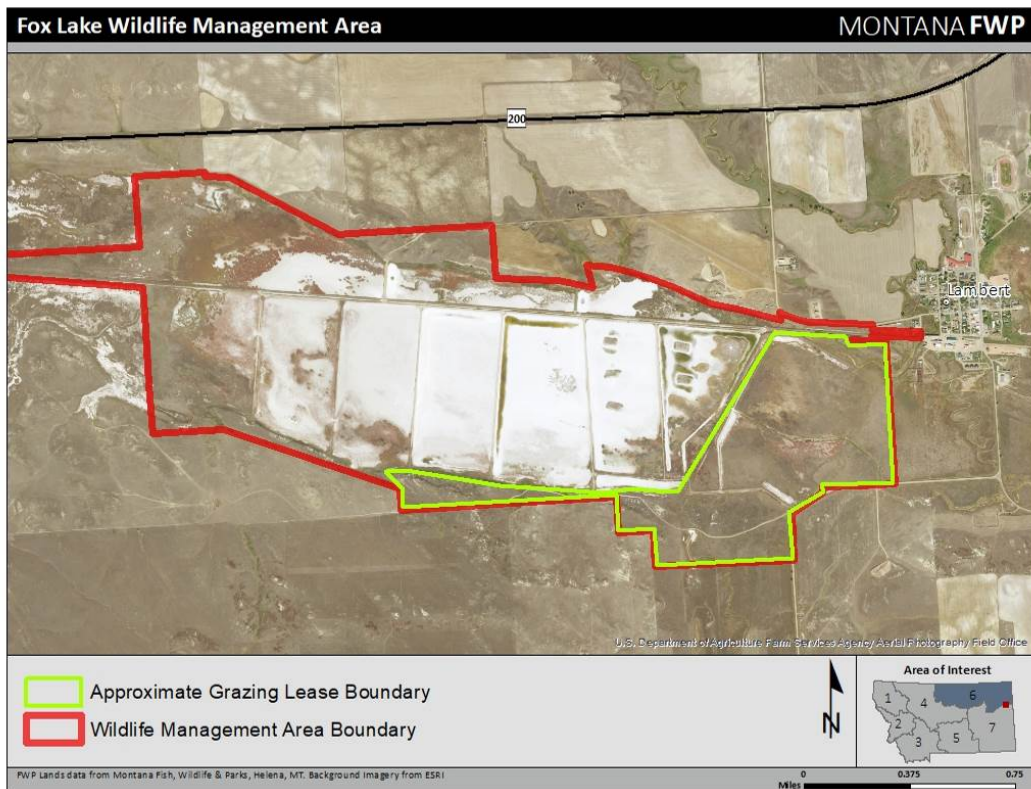 Fox Lake Wildlife Management Area
MONTANA FWP
200
Lambert
U.S. Department of Agriculture Farm Services Agency Aerial Photography Field Office
Approximate Grazing Lease Boundary
Wildlife Management Area Boundary
N
Area of Interest
1
4
6
2
7
3
5
FWP Lands data from Montana Fish, Wildlife & Parks, Helena, MT. Background Imagery from ESRI
0
0.375
0.75
Miles